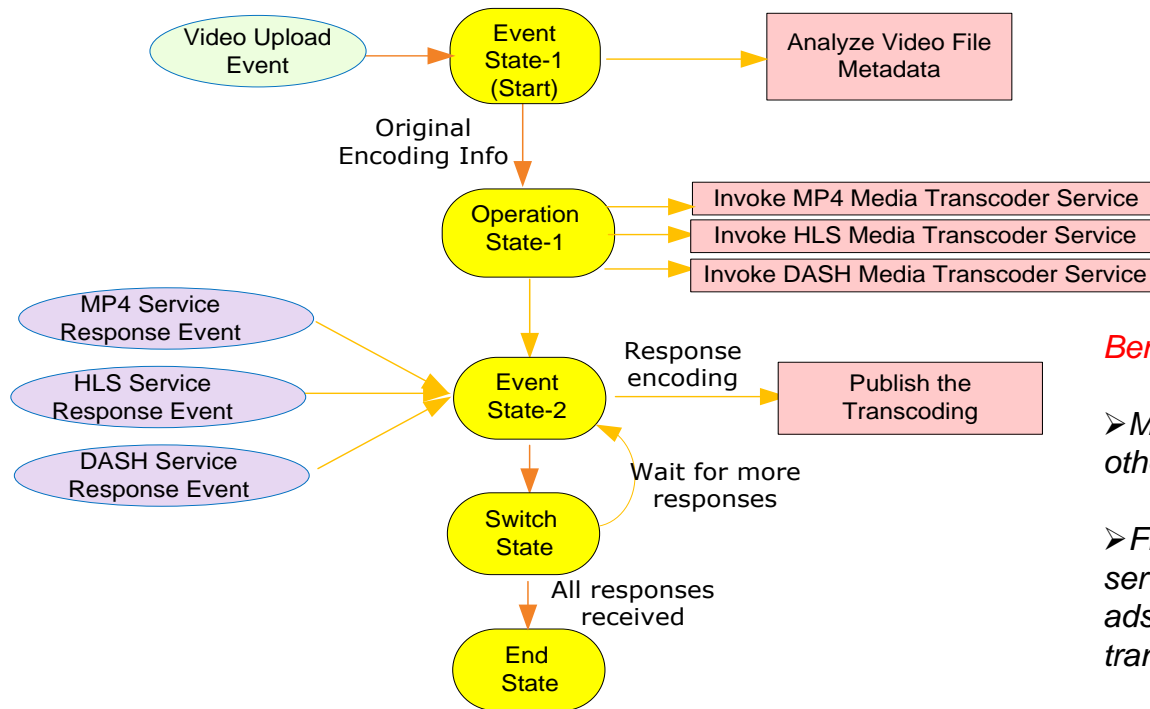 Video Upload
Event
Event
State-1
(Start)
Analyze Video File
Metadata
Original
Encoding Info
Operation
State-1
Invoke MP4 Media Transcoder Service
Invoke HLS Media Transcoder Service
Invoke DASH Media Transcoder Service
MP4 Service
Response Event
HLS Service
Response Event
DASH Service
Response Event
Event
State-2
Response
encoding
Publish the
Transcoding
Wait for more
responses
Switch
State
All responses
received
End
State
➢
➢
ads